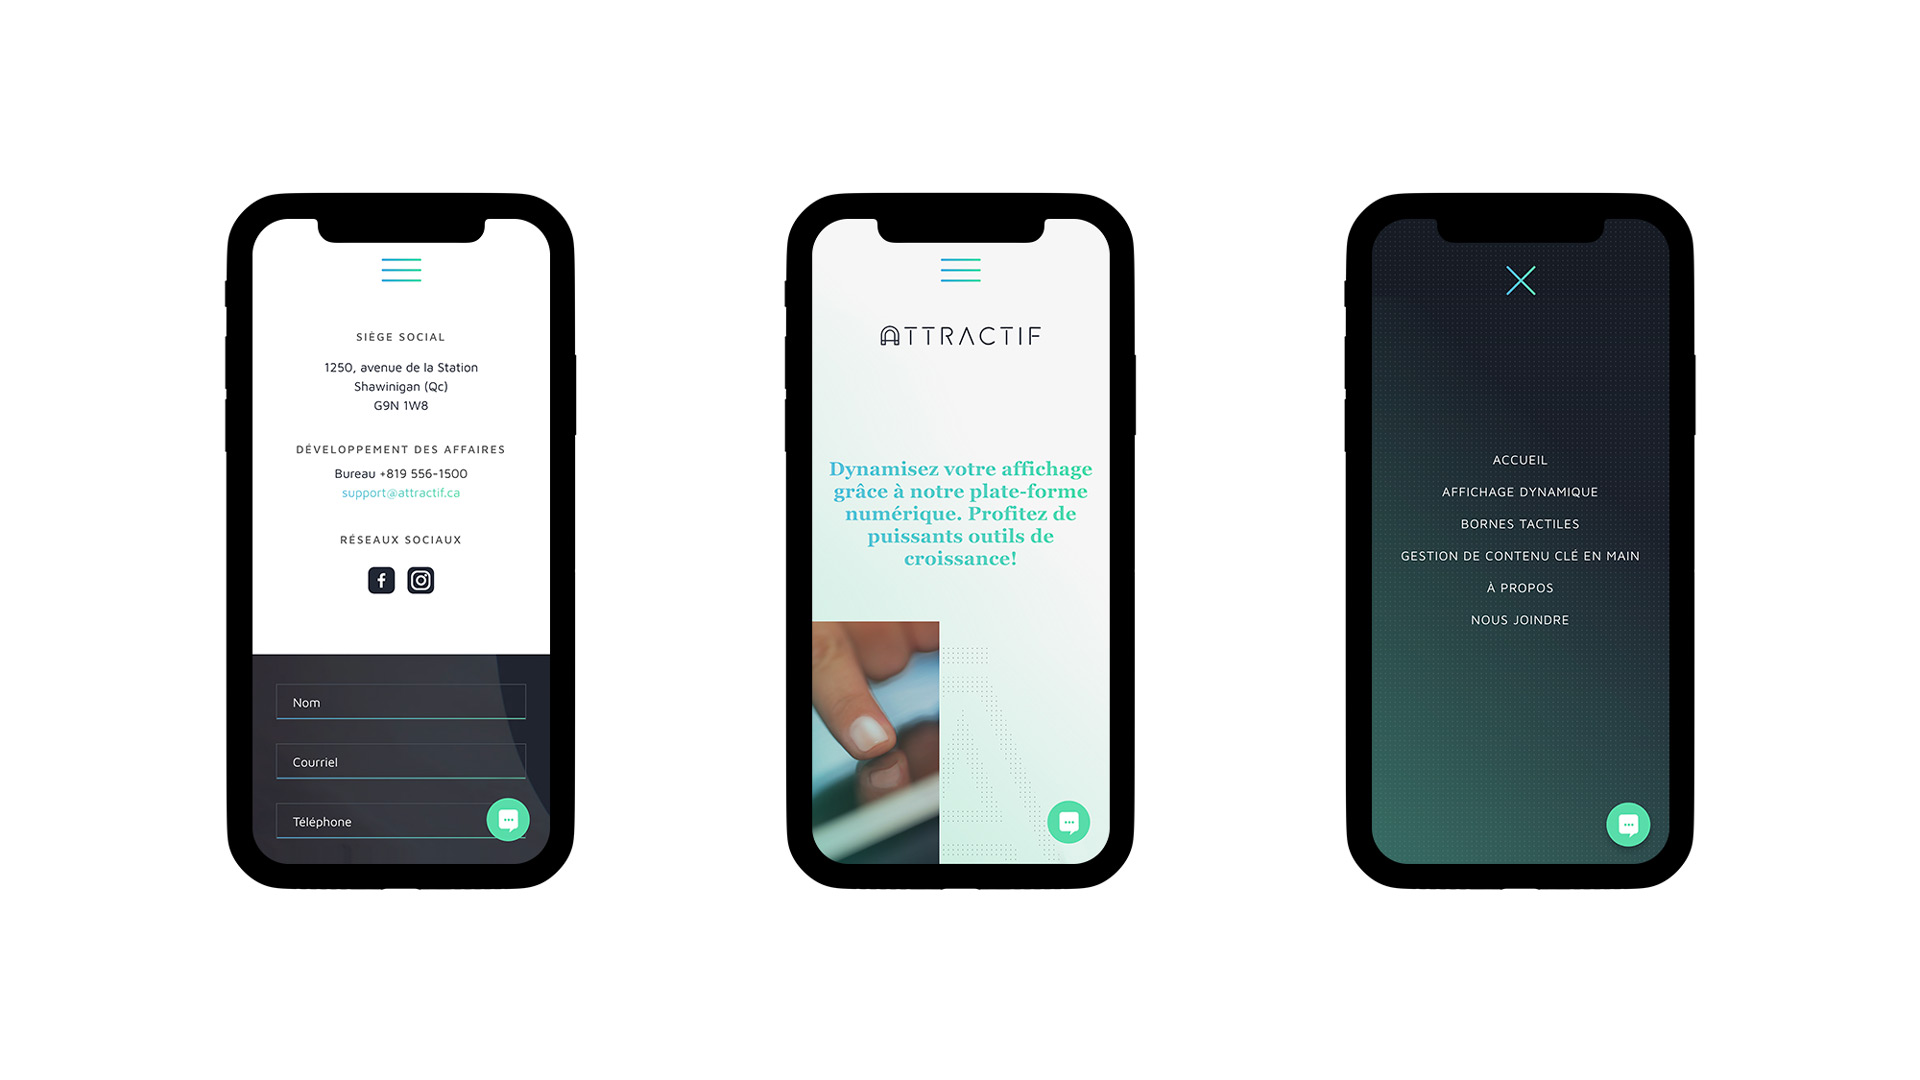 SIÈGE SOCIAL
1250, avenue de la Station
Shawinigan (Qc)
G9N 1W8
DÉVELOPPEMENT DES AFFAIRES
Bureau +819 556-1500
support@attractif.ca
RÉSEAUX SOCIAUX
Nom
Courriel
Téléphone
ATTRACTIF
Dynamisez votre affichage
grâce à notre plate-forme
numérique. Profitez de
puissants outils de
croissance!
ACCUEIL
AFFICHAGE DYNAMIQUE
BORNES TACTILES
GESTION DE CONTENU CLÉ EN MAIN
À PROPOS
NOUS JOINDRE